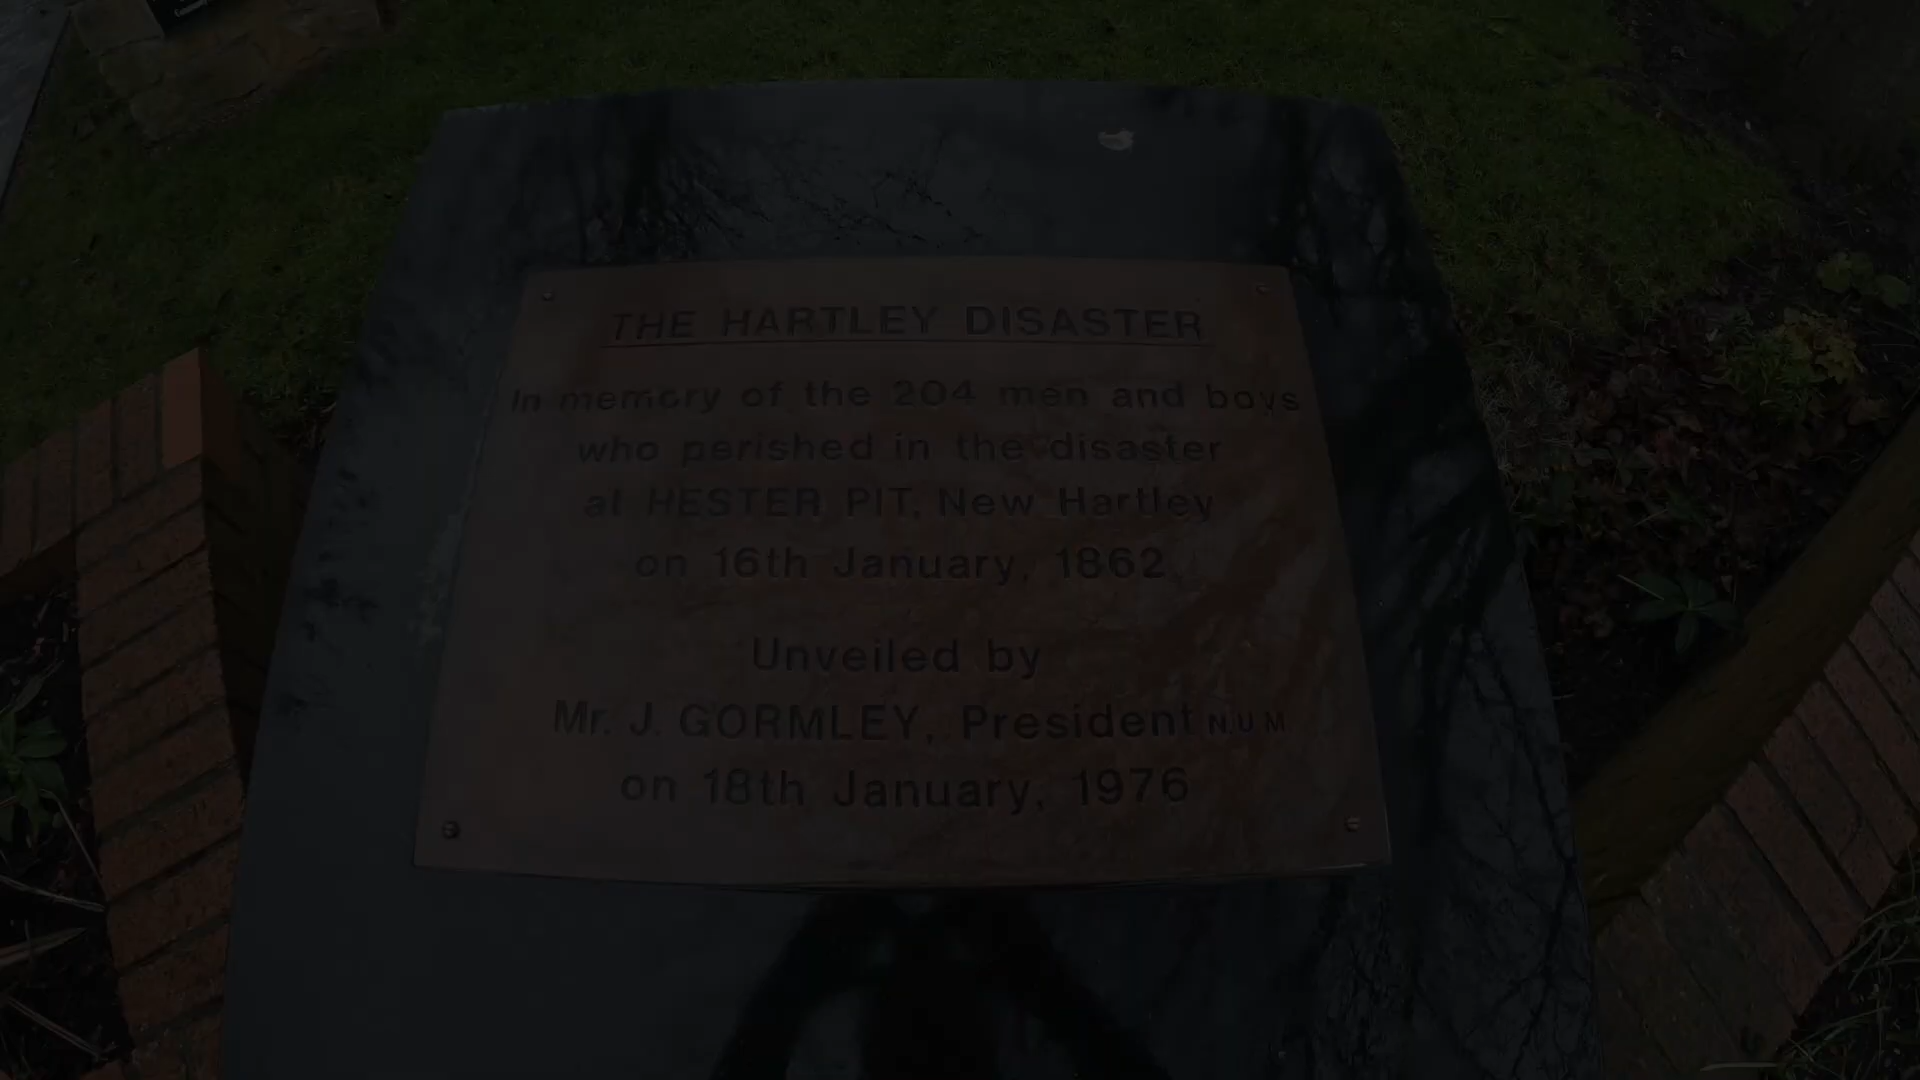 THE HARTLEY DISASTER
In memory of the 204 men and boys
who perished in the disaster
at HESTER PIT, New Hartley
on 16th January, 1862
Unveiled by
Mr. J. GORMLEY, President N.U.M
on 18th January, 1976